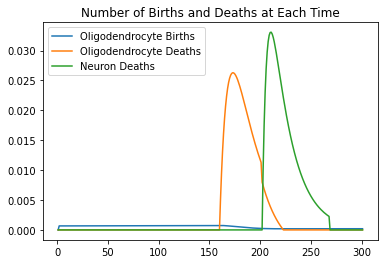 Number of Births and Deaths at Each Time
Oligodendrocyte Births
Oligodendrocyte Deaths
Neuron Deaths
0.030
0.025
0.020
0.015
0.010
0.005
0.000
0 50 100 150 200 250 300